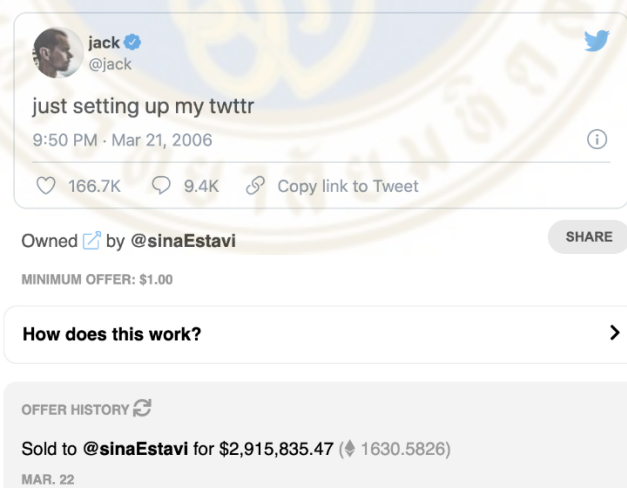 jack
@jack
just setting up my twttr
9:50 PM · Mar 21, 2006
166.7K 9.4K Copy link to Tweet
Owned by @sinaEstavi
SHARE
MINIMUM OFFER: $1.00
How does this work?
OFFER HISTORY
Sold to @sinaEstavi for $2,915,835.47 (1630.5826)
MAR. 22